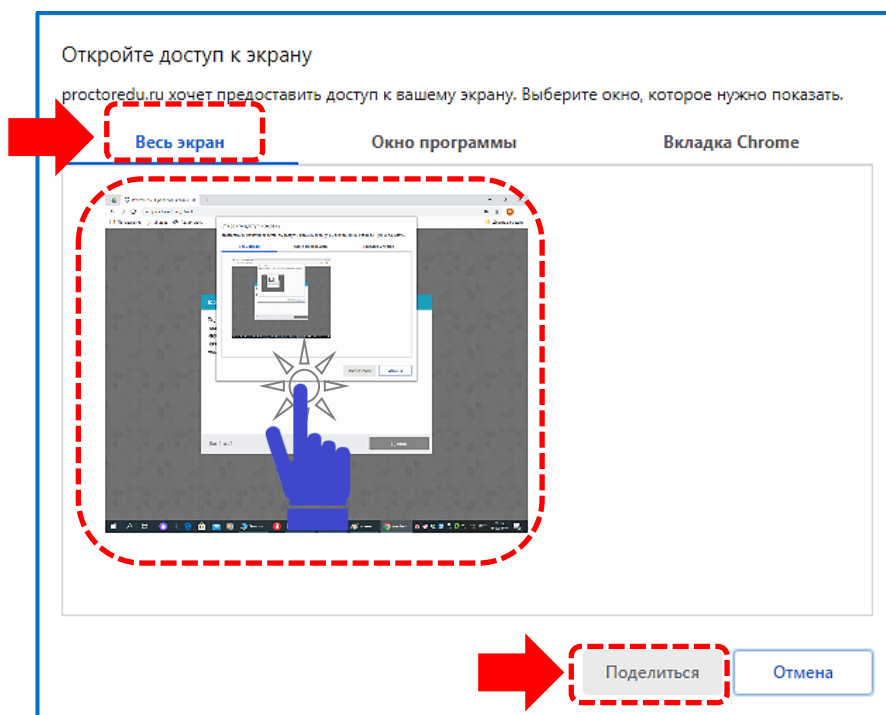 Откройте доступ к экрану
proctoredu.ru хочет предоставить доступ к вашему экрану. Выберите окно, которое нужно показать.
Весь экран
Окно программы
Вкладка Chrome
Поделиться
Отмена